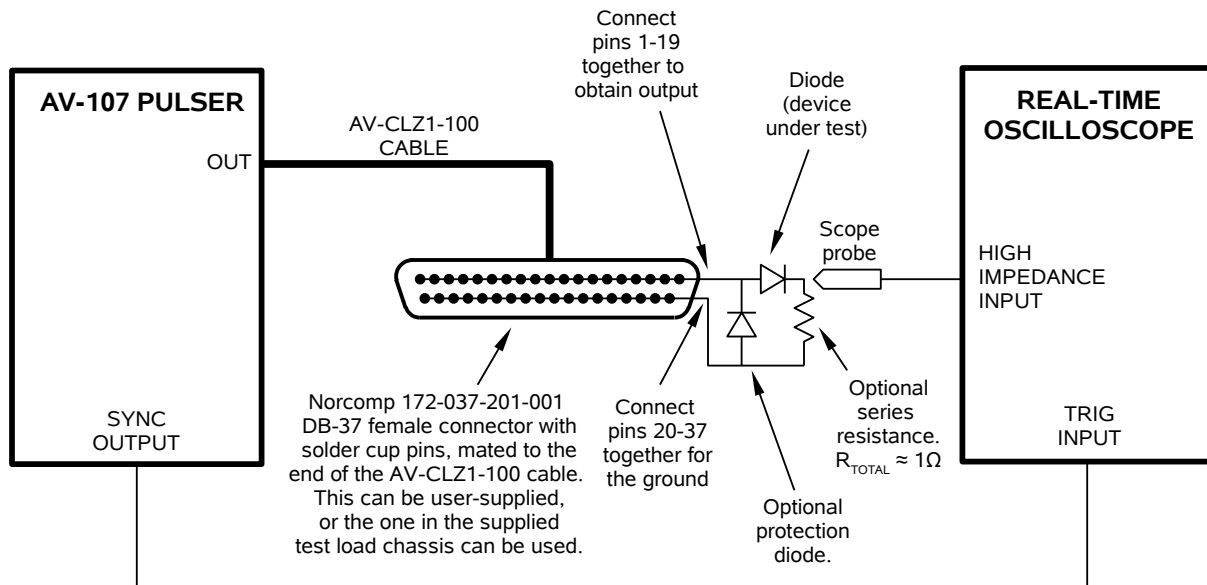 Connect
pins 1-19
together to
obtain output
Diode
(device
under test)
AV-107 PULSER
REAL-TIME
OSCILLOSCOPE
AV-CLZ1-100
CABLE
OUT
Scope
probe
HIGH
IMPEDANCE
INPUT
Norcomp 172-037-201-001
DB-37 female connector with
solder cup pins, mated to the
end of the AV-CLZ1-100 cable.
This can be user-supplied,
or the one in the supplied
test load chassis can be used.
Connect
pins 20-37
together for
the ground
Optional
series
resistance.
R_TOTAL ≈ 1Ω
Optional
protection
diode.
SYNC
OUTPUT
TRIG
INPUT